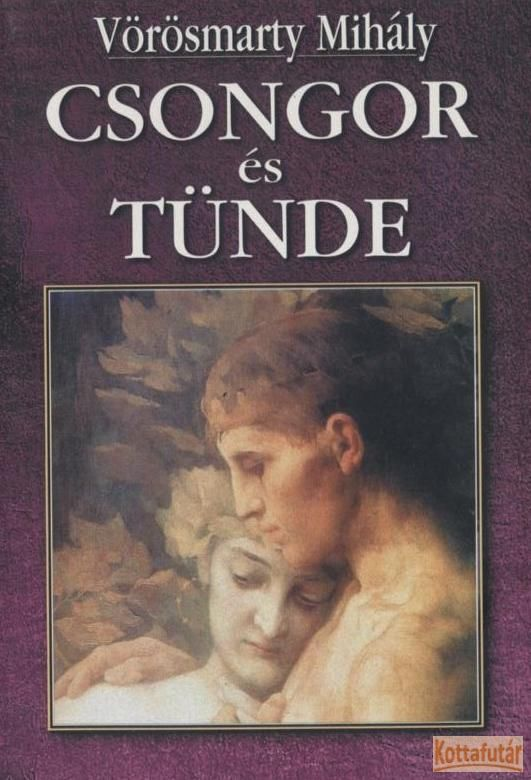 Vörösmarty Mihály
CSONGOR
és
TÜNDE
Kottafutár